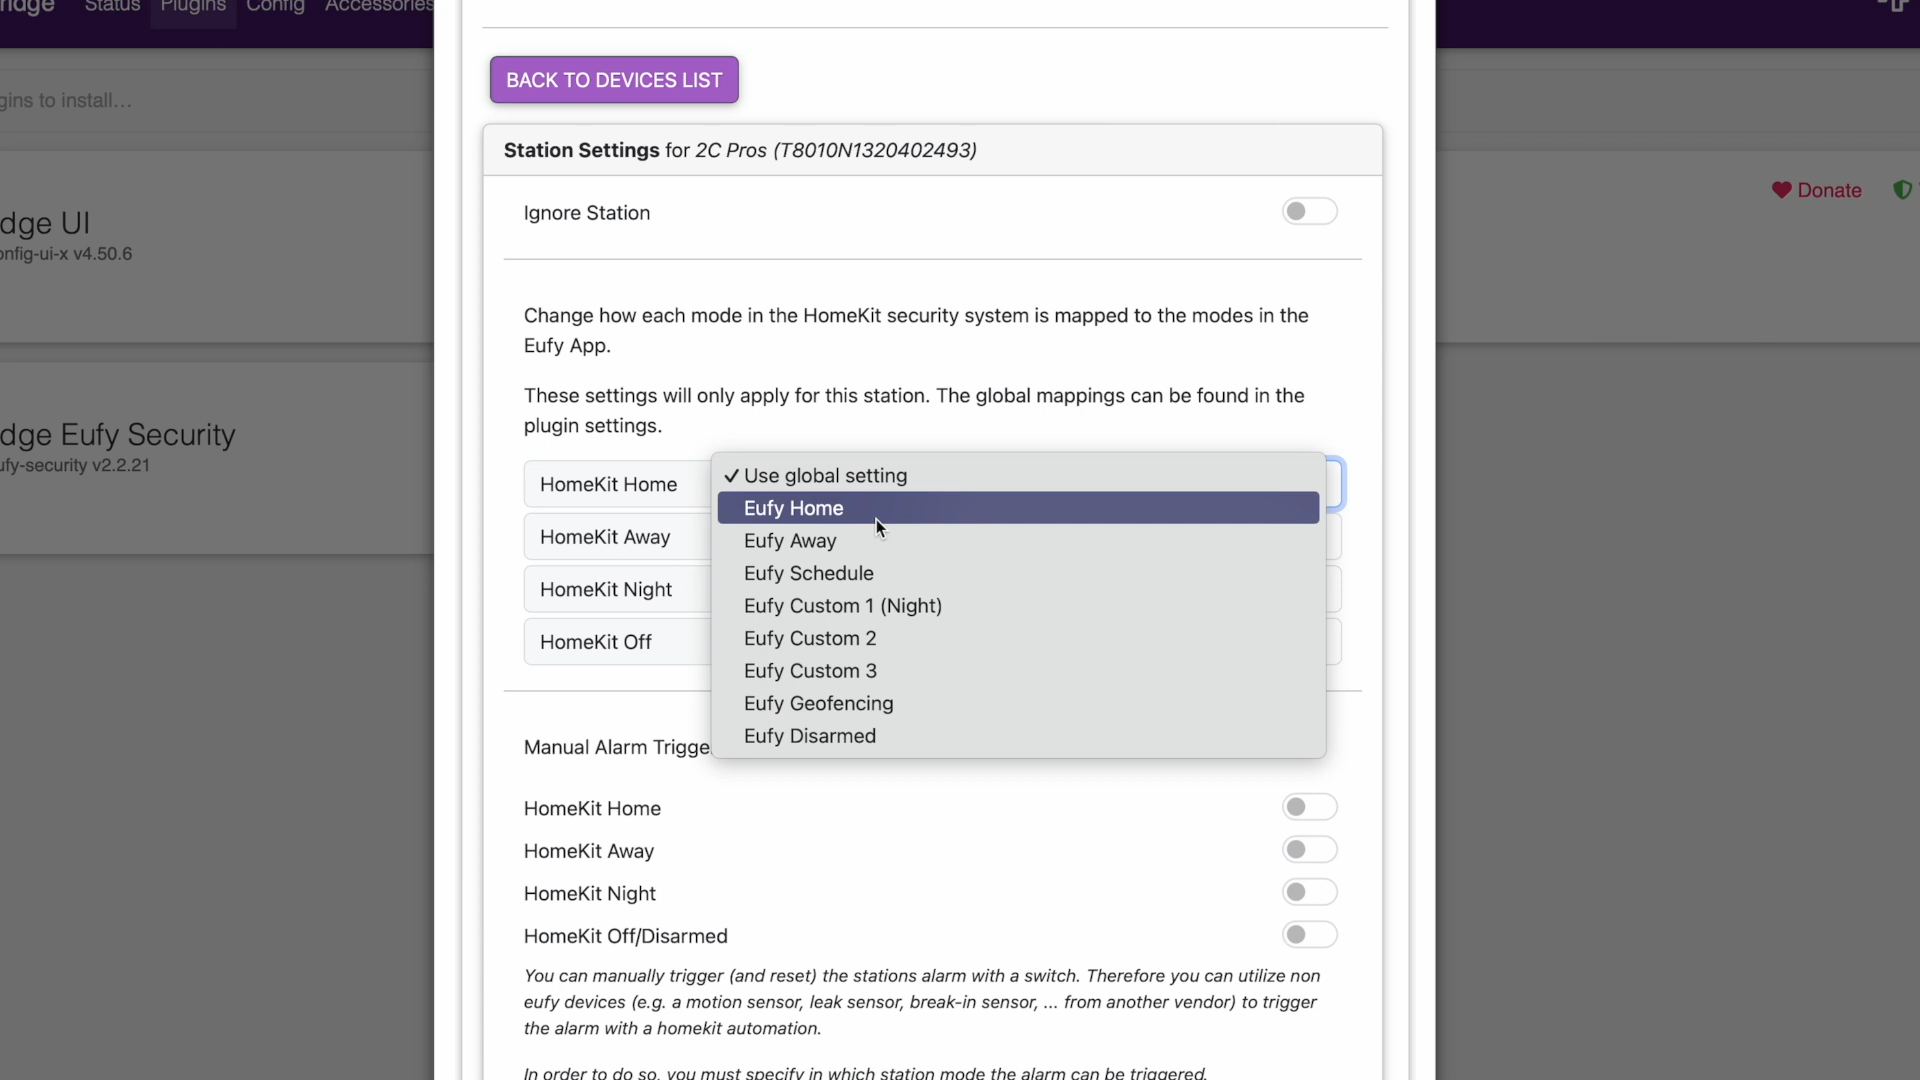 Status Plugins Config Accessories
gins to install...
BACK TO DEVICES LIST
Station Settings for 2C Pros (T8010N1320402493)
Donate
Ignore Station
dge UI
onfig-ui-x v4.50.6
Change how each mode in the HomeKit security system is mapped to the modes in the
Eufy App.
These settings will only apply for this station. The global mappings can be found in the
plugin settings.
dge Eufy Security
ufy-security v2.2.21
HomeKit Home
✓ Use global setting
Eufy Home
HomeKit Away
Eufy Away
Eufy Schedule
HomeKit Night
Eufy Custom 1 (Night)
HomeKit Off
Eufy Custom 2
Eufy Custom 3
Eufy Geofencing
Eufy Disarmed
Manual Alarm Trigge
HomeKit Home
HomeKit Away
HomeKit Night
HomeKit Off/Disarmed
You can manually trigger (and reset) the stations alarm with a switch. Therefore you can utilize non
eufy devices (e.g. a motion sensor, leak sensor, break-in sensor, ... from another vendor) to trigger
the alarm with a homekit automation.
In order to do so, you must specify in which station mode the alarm can be triggered.